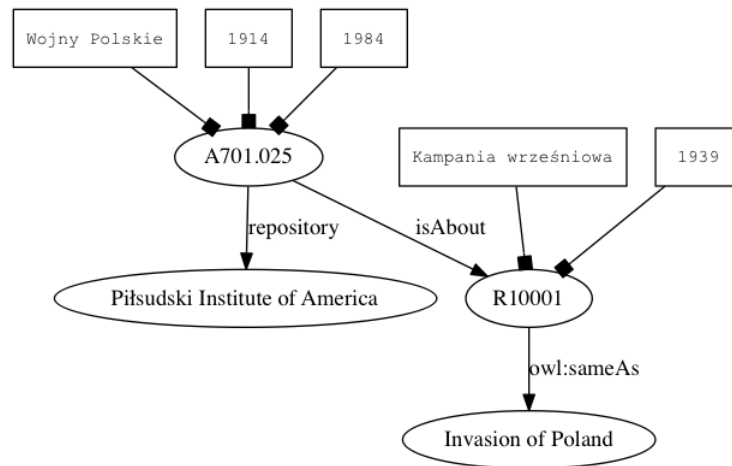 Wojny Polskie
1914
1984
A701.025
Kampania wrześniowa
1939
repository
isAbout
Piłsudski Institute of America
R10001
owl:sameAs
Invasion of Poland